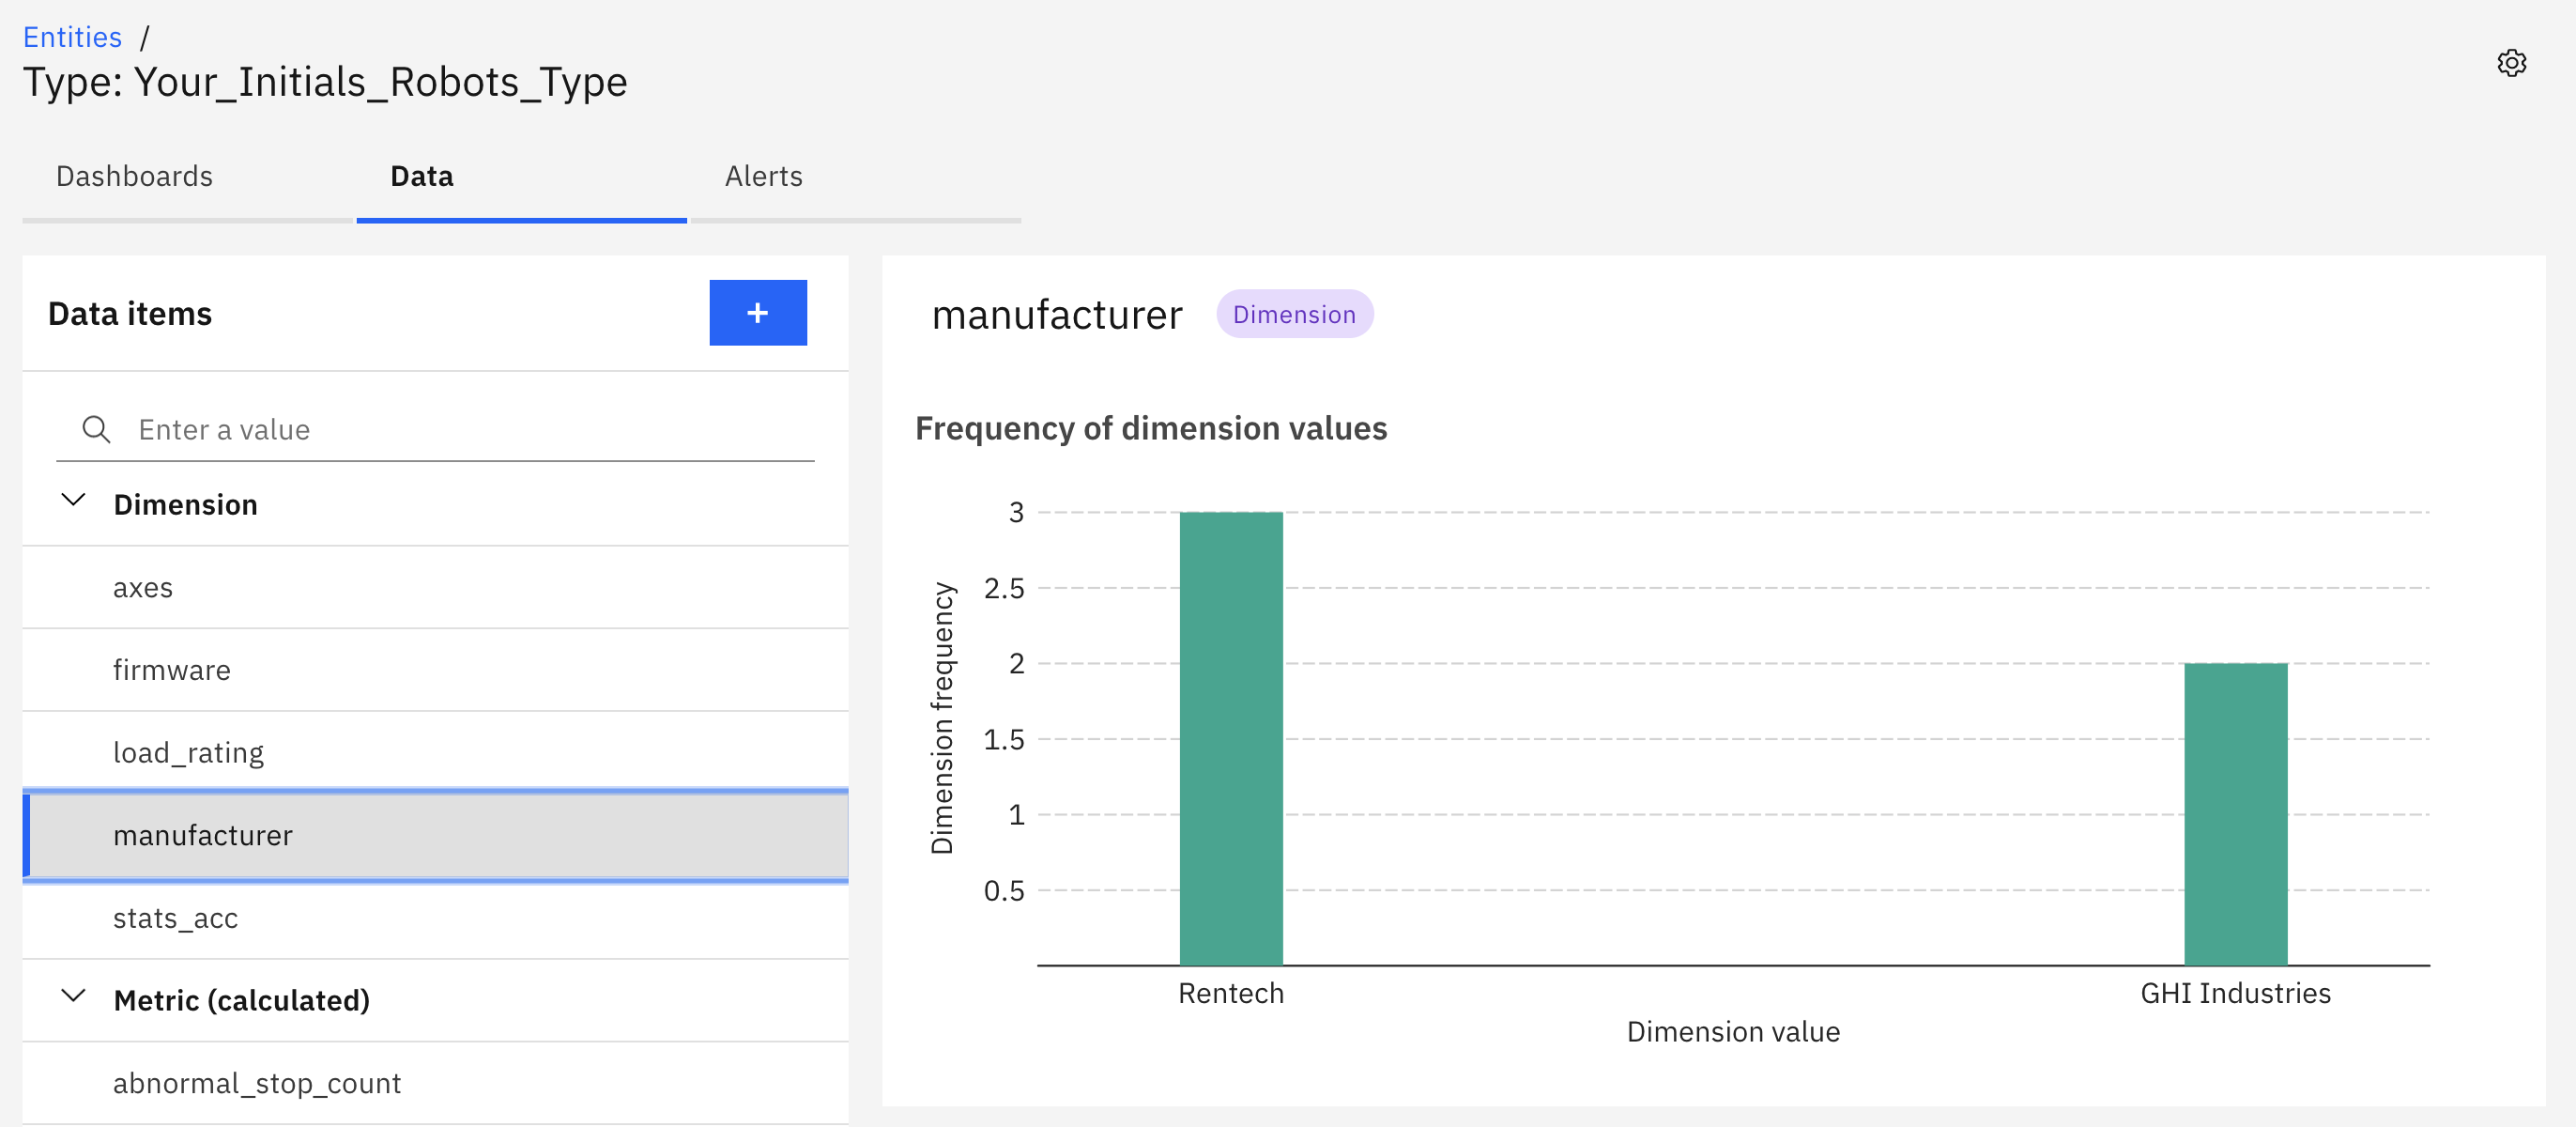 Entities /
Type: Your_Initials_Robots_Type
Dashboards
Data
Alerts
Data items
+
Enter a value
Dimension
axes
firmware
load_rating
manufacturer
stats_acc
Metric (calculated)
abnormal_stop_count
manufacturer Dimension
Frequency of dimension values
Dimension frequency
3
2.5
2
1.5
1
0.5
Rentech
GHI Industries
Dimension value